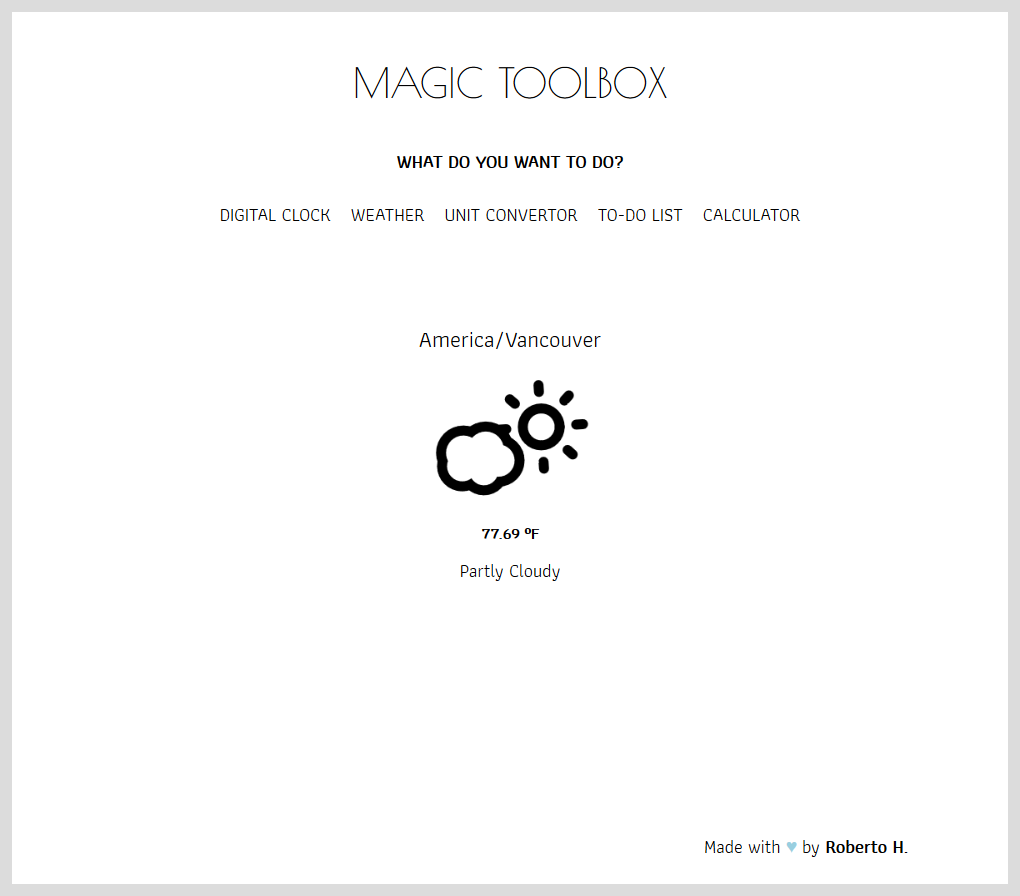 MAGIC TOOLBOX
WHAT DO YOU WANT TO DO?
DIGITAL CLOCK WEATHER UNIT CONVERTOR TO-DO LIST CALCULATOR
America/Vancouver
77.69 ºF
Partly Cloudy
Made with ♥ by Roberto H.